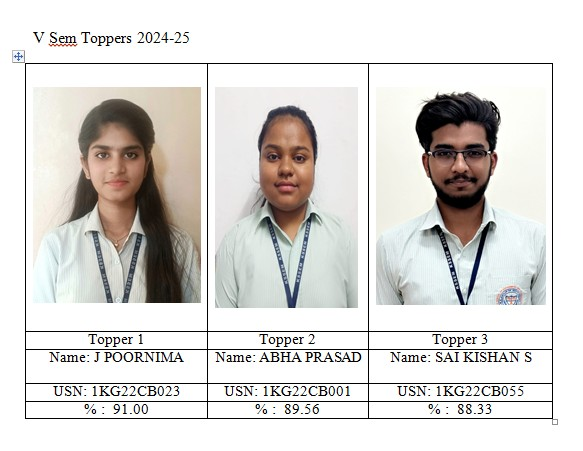 V Sem Toppers 2024-25
Topper 1 Topper 2 Topper 3
Name: J POORNIMA Name: ABHA PRASAD Name: SAI KISHAN S
USN: 1KG22CB023 USN: 1KG22CB001 USN: 1KG22CB055
% : 91.00 % : 89.56 % : 88.33